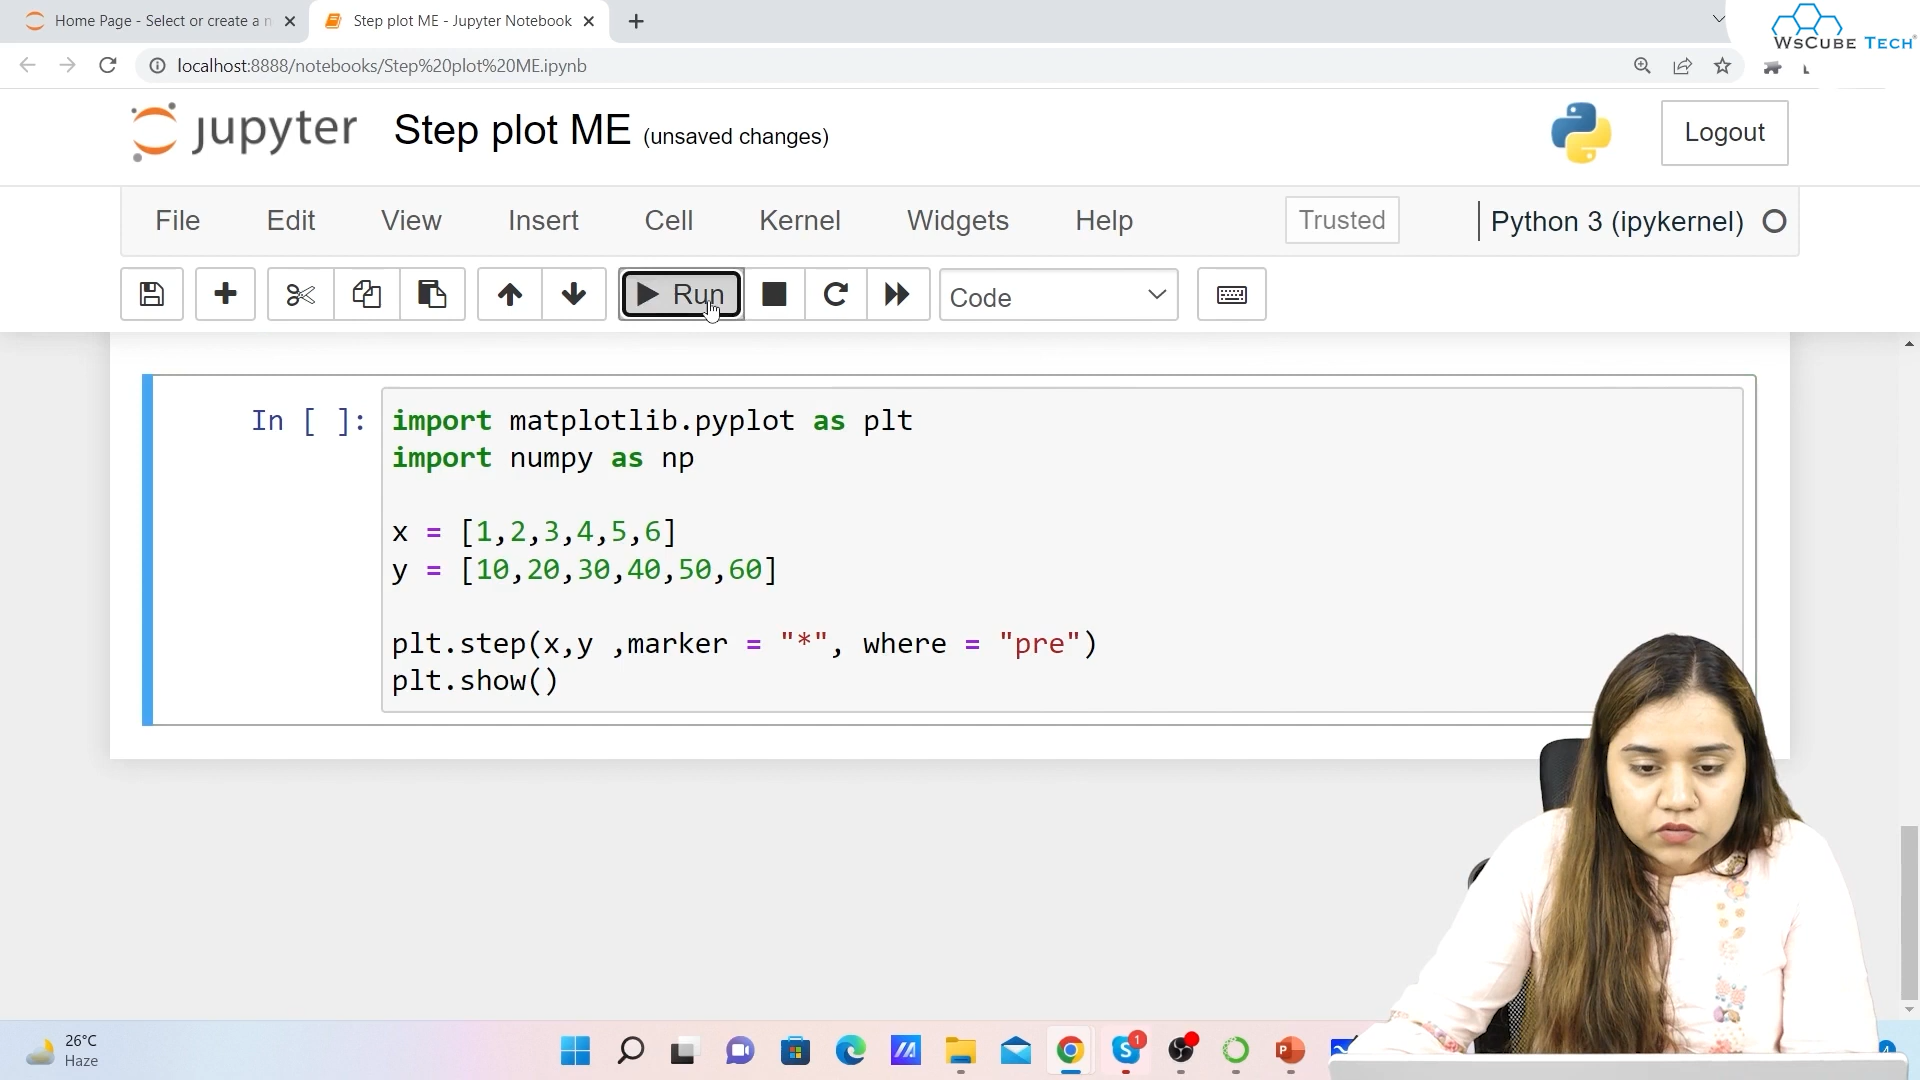 Home Page - Select or create a n
Step plot ME - Jupyter Notebook
WsCube Tech
localhost:8888/notebooks/Step%20plot%20ME.ipynb
jupyter Step plot ME (unsaved changes)
Logout
File Edit View Insert Cell Kernel Widgets Help Trusted Python 3 (ipykernel)
Run Code
In [ ]:
import matplotlib.pyplot as plt
import numpy as np
x = [1,2,3,4,5,6]
y = [10,20,30,40,50,60]
plt.step(x,y ,marker = "*", where = "pre")
plt.show()
26°C
Haze
1
4